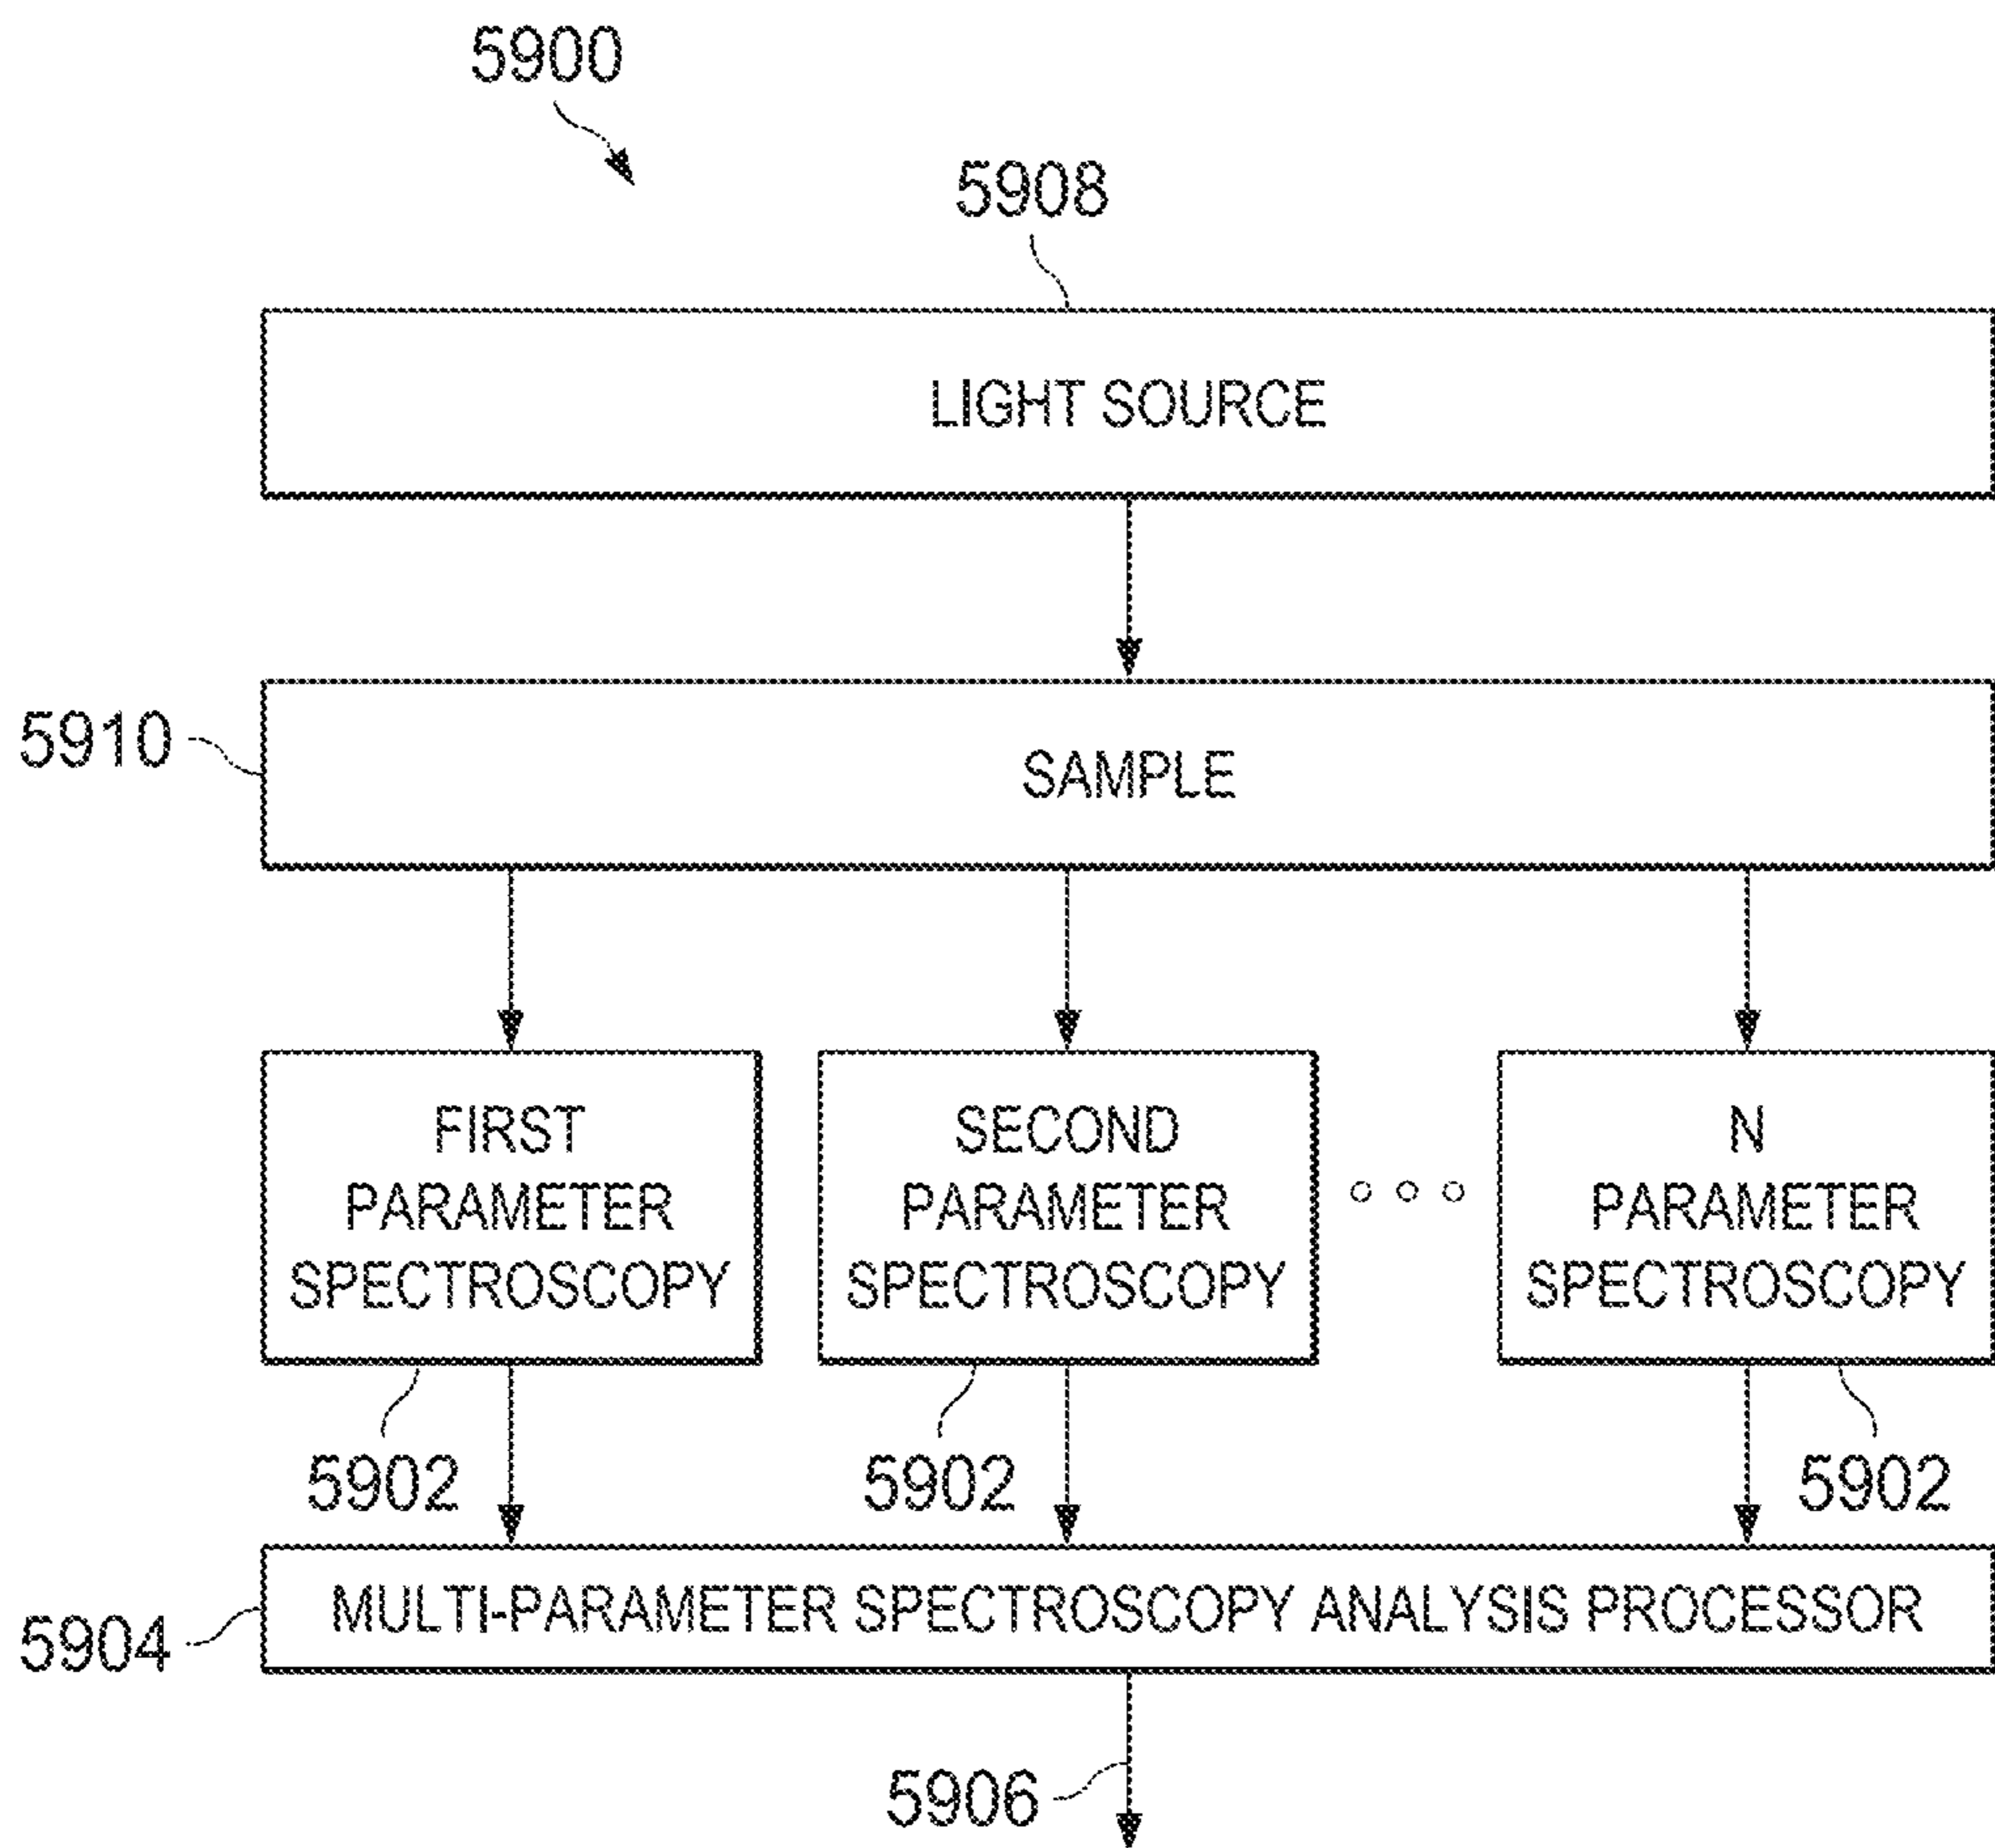 5900
5908
LIGHT SOURCE
5910
SAMPLE
FIRST
PARAMETER
SPECTROSCOPY
SECOND
PARAMETER
SPECTROSCOPY
N
PARAMETER
SPECTROSCOPY
5902
5902
5902
5904
MULTI-PARAMETER SPECTROSCOPY ANALYSIS PROCESSOR
5906